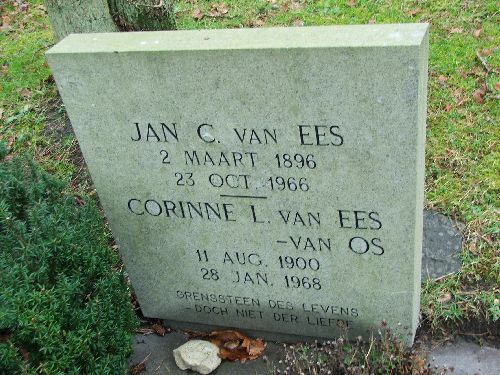 JAN C. VAN EES
2 MAART 1896
23 OCT. 1966
CORINNE L. VAN EES
-VAN OS
11 AUG. 1900
28 JAN. 1968
GRENSSTEEN DES LEVENS
-DOCH NIET DER LIEFDE